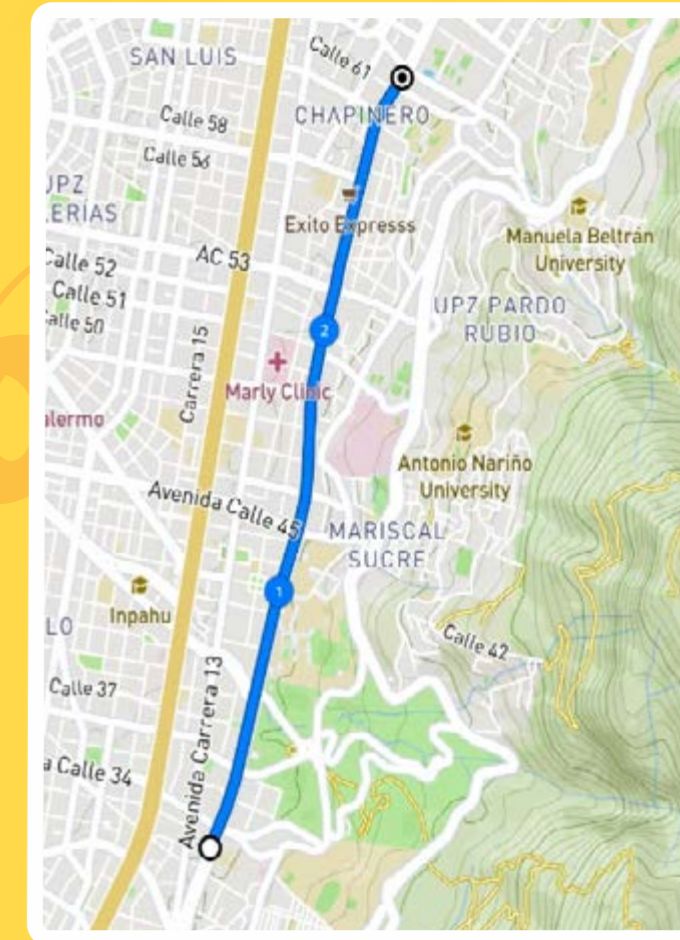 SAN LUIS
Calle 61
CHAPINERO
Calle 58
Calle 56
UPZ
ERIAS
Exito Expresss
Manuela Beltrán
University
AC 53
Calle 52
Calle 51
alle 50
UPZ PARDO
RUBIO
2
Carrera 15
Marly Clinic
alermo
Antonio Nariño
University
Avenida Calle 45
MARISCAL
SUCRE
1
Inpahu
LO
Calle 42
Calle 37
Avenida Carrera 13
a Calle 34